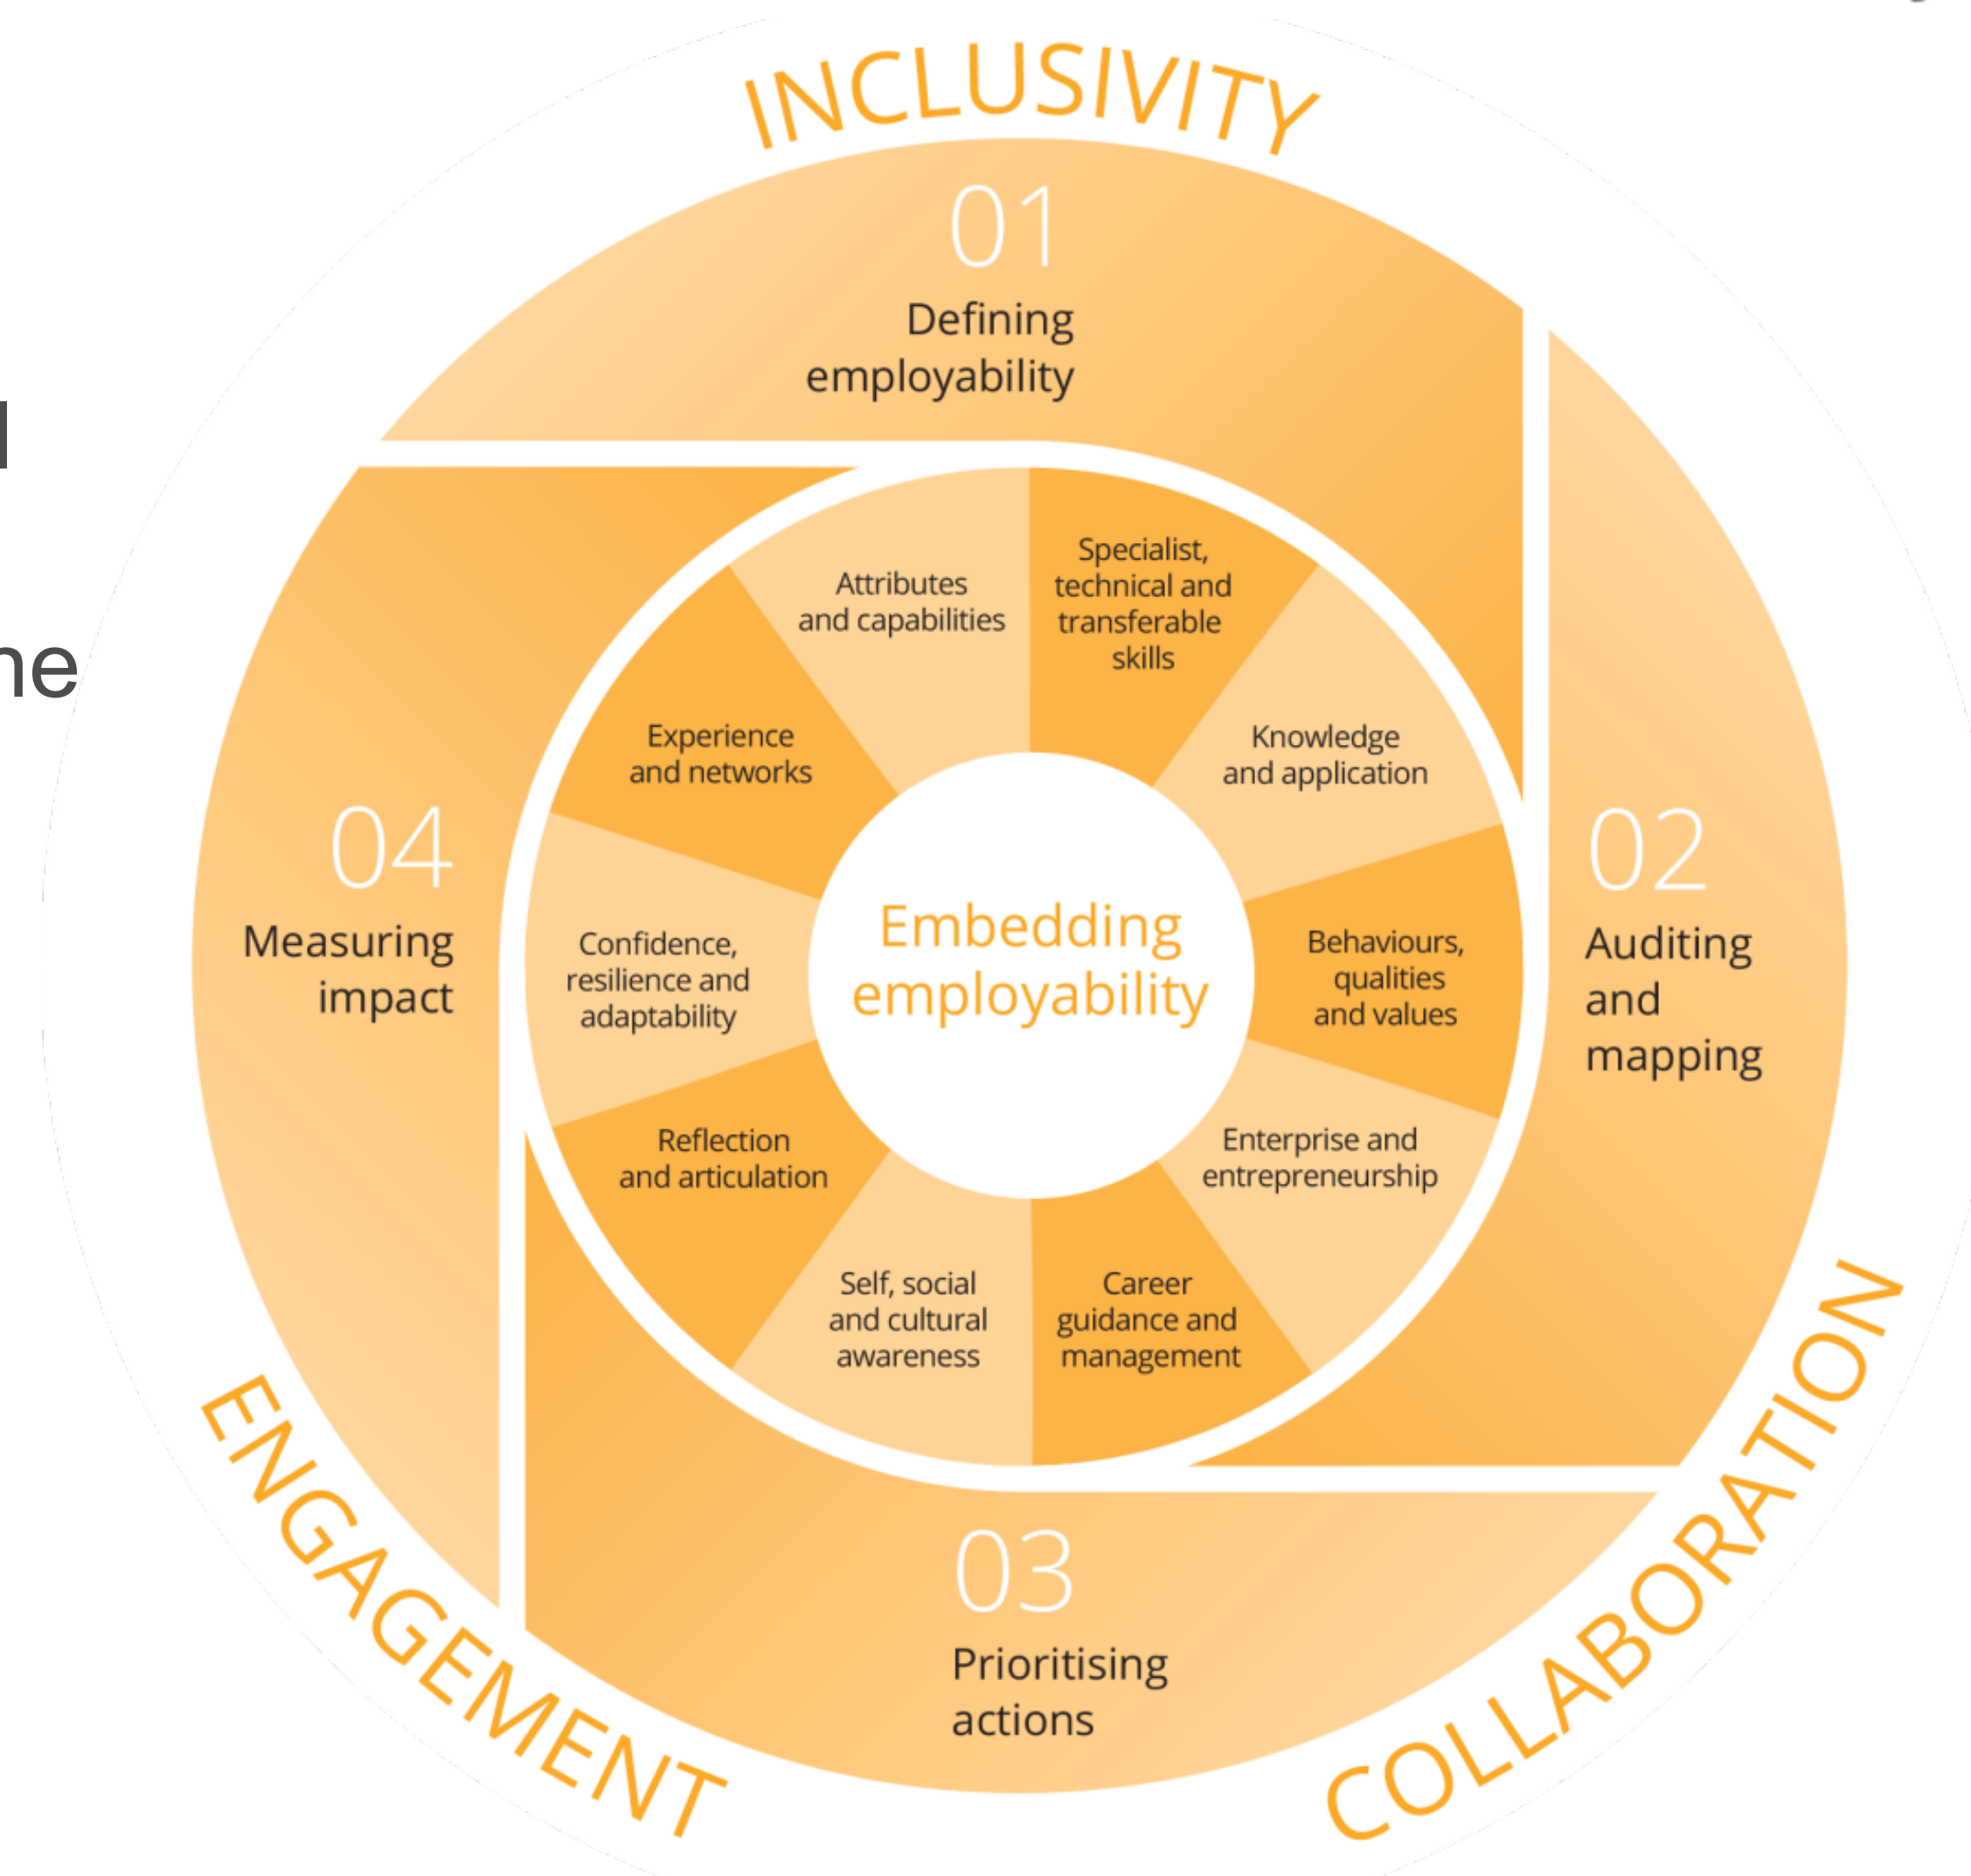 INCLUSIVITY
01
Defining
employability
02
Auditing
and
mapping
03
Prioritising
actions
04
Measuring
impact
Specialist,
technical and
transferable
skills
Knowledge
and application
Behaviours,
qualities
and values
Enterprise and
entrepreneurship
Career
guidance and
management
Self, social
and cultural
awareness
Reflection
and articulation
Confidence,
resilience and
adaptability
Experience
and networks
Attributes
and capabilities
Embedding
employability
COLLABORATION
ENGAGEMENT